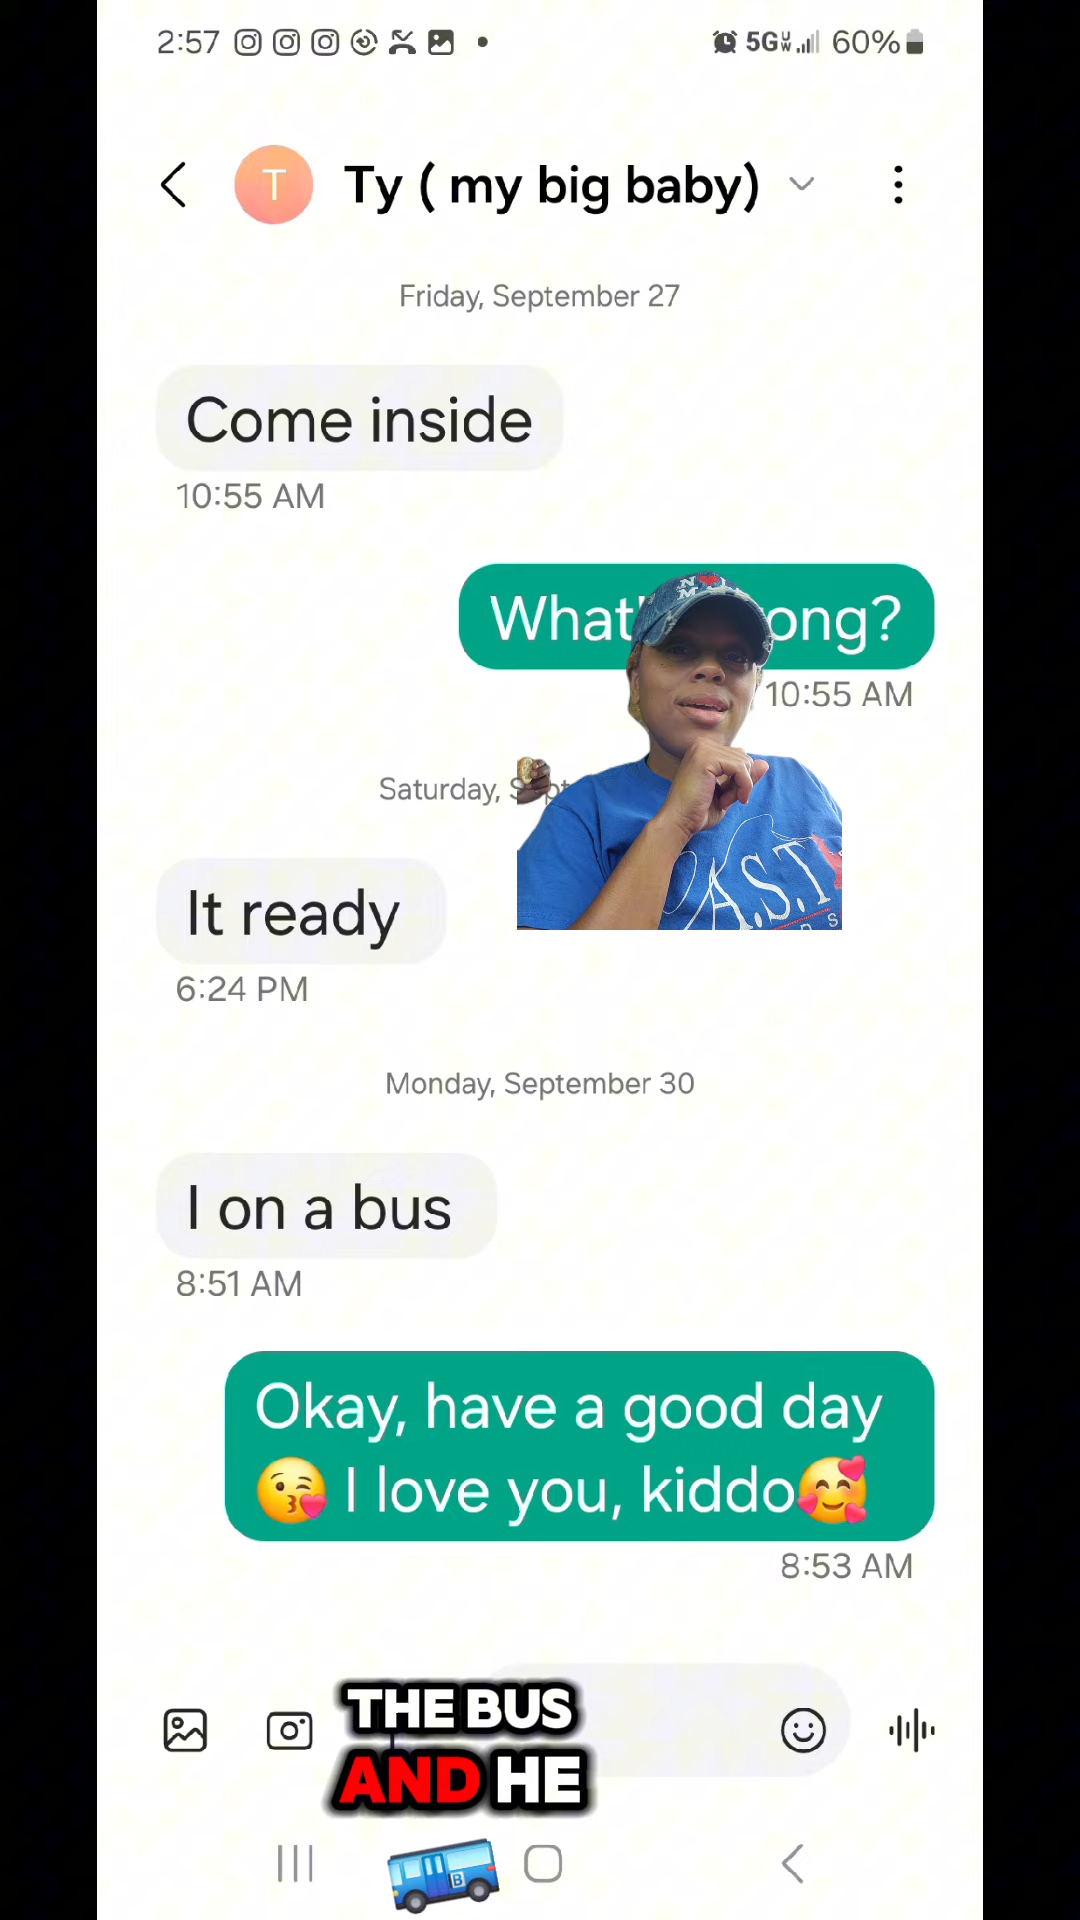 2:57
5G
60%
T
Ty ( my big baby)
Friday, September 27
Come inside
10:55 AM
ong?
10:55 AM
Saturday,
It ready
6:24 PM
Monday, September 30
I on a bus
8:51 AM
Okay, have a good day
😘 I love you, kiddo🥰
8:53 AM
THE BUS
AND HE
B